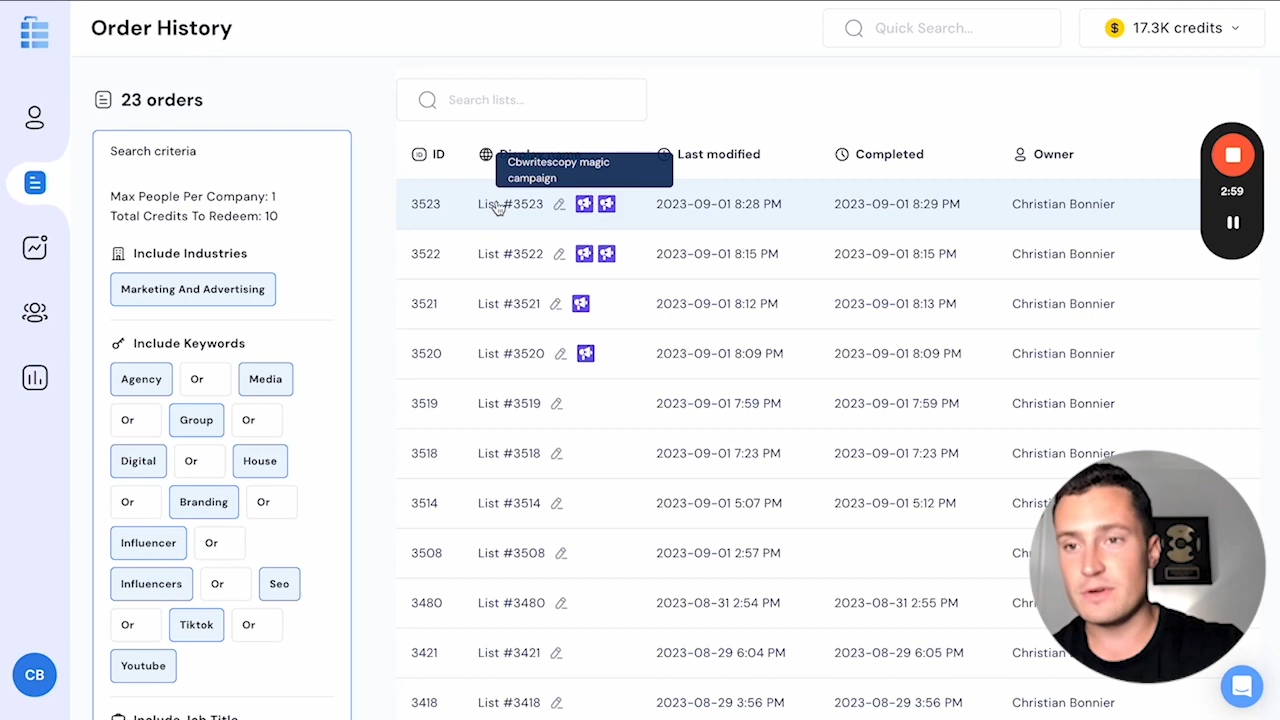 Order History
Quick Search...
$ 17.3K credits
23 orders
Search lists...
Search criteria
Max People Per Company: 1
Total Credits To Redeem: 10
Include Industries
Marketing And Advertising
Include Keywords
Agency Or Media
Or Group Or
Digital Or House
Or Branding Or
Influencer Or
Influencers Or Seo
Or Tiktok Or
Youtube
Include Job Title
ID Last modified Completed Owner
Cbwritescopy magic
campaign
3523 List #3523 2023-09-01 8:28 PM 2023-09-01 8:29 PM Christian Bonnier
3522 List #3522 2023-09-01 8:15 PM 2023-09-01 8:15 PM Christian Bonnier
3521 List #3521 2023-09-01 8:12 PM 2023-09-01 8:13 PM Christian Bonnier
3520 List #3520 2023-09-01 8:09 PM 2023-09-01 8:09 PM Christian Bonnier
3519 List #3519 2023-09-01 7:59 PM 2023-09-01 7:59 PM Christian Bonnier
3518 List #3518 2023-09-01 7:23 PM 2023-09-01 7:23 PM Christian Bonnier
3514 List #3514 2023-09-01 5:07 PM 2023-09-01 5:12 PM
3508 List #3508 2023-09-01 2:57 PM
3480 List #3480 2023-08-31 2:54 PM 2023-08-31 2:55 PM
3421 List #3421 2023-08-29 6:04 PM 2023-08-29 6:05 PM Christian
3418 List #3418 2023-08-29 3:56 PM 2023-08-29 3:56 PM Christian Bonnier
2:59
CB